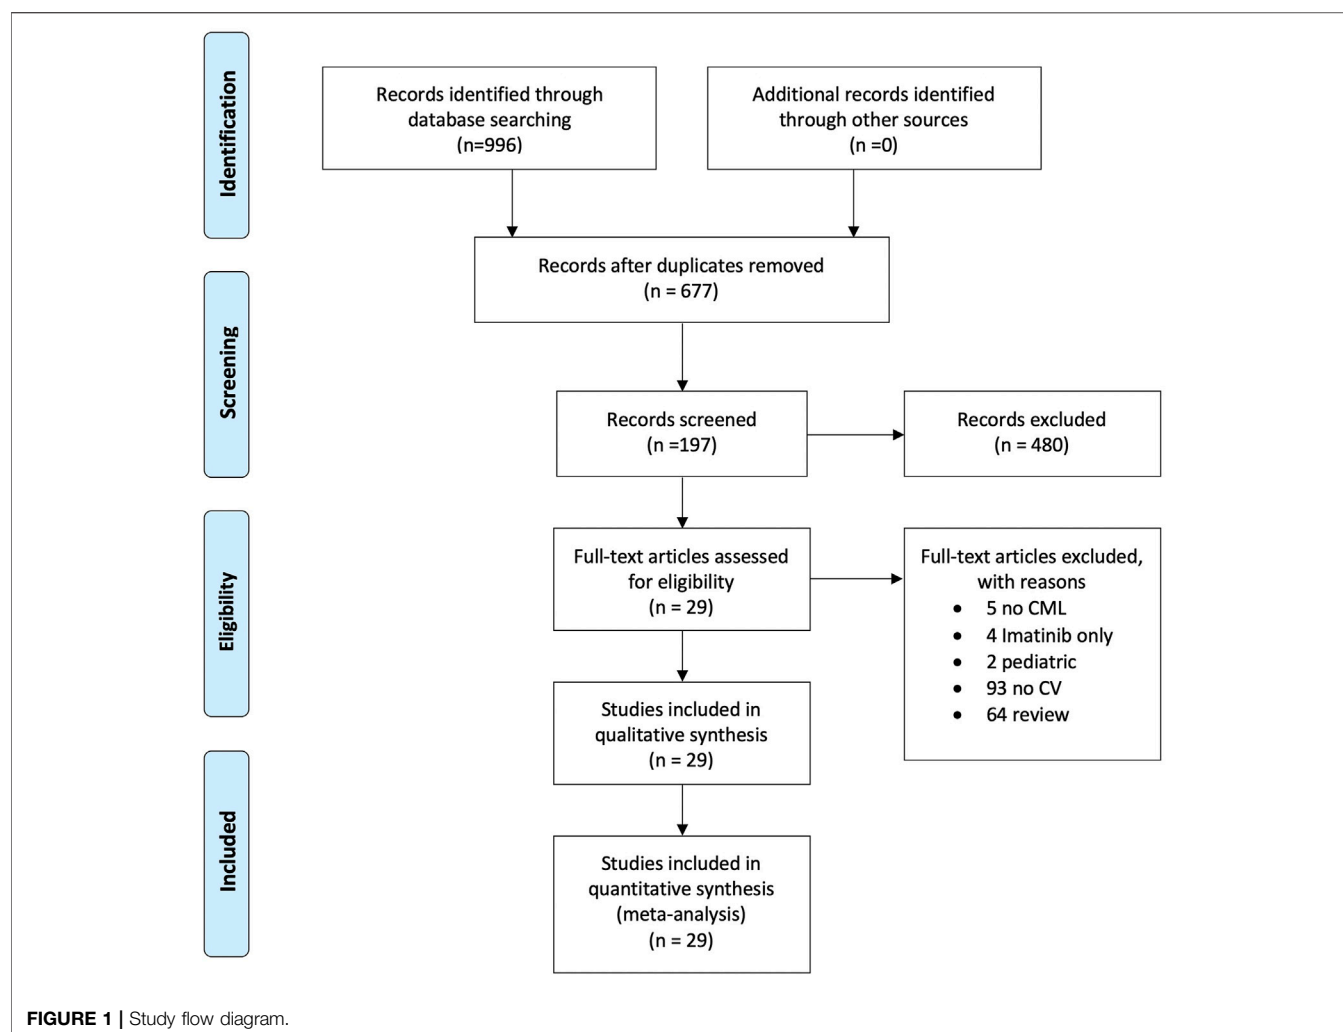 Identification
Records identified through
database searching
(n=996)
Additional records identified
through other sources
(n =0)
Records after duplicates removed
(n = 677)
Screening
Records screened
(n =197)
Records excluded
(n = 480)
Eligibility
Full-text articles assessed
for eligibility
(n = 29)
Full-text articles excluded,
with reasons
• 5 no CML
• 4 Imatinib only
• 2 pediatric
• 93 no CV
• 64 review
Studies included in
qualitative synthesis
(n = 29)
Included
Studies included in
quantitative synthesis
(meta-analysis)
(n = 29)
FIGURE 1 | Study flow diagram.